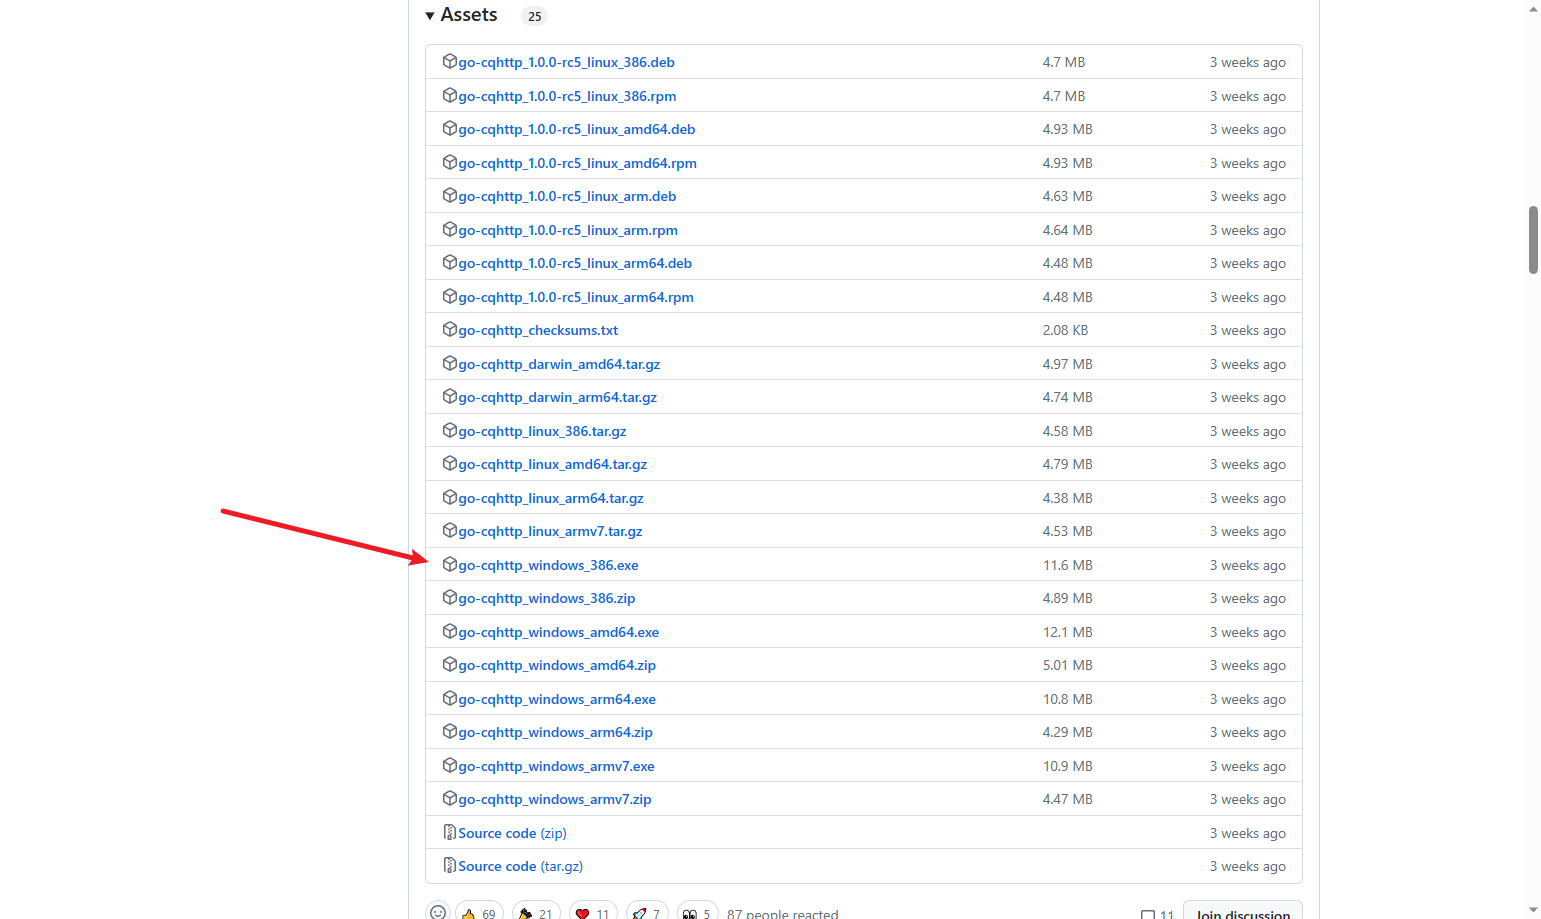 Assets 25
go-cqhttp_1.0.0-rc5_linux_386.deb 4.7 MB 3 weeks ago
go-cqhttp_1.0.0-rc5_linux_386.rpm 4.7 MB 3 weeks ago
go-cqhttp_1.0.0-rc5_linux_amd64.deb 4.93 MB 3 weeks ago
go-cqhttp_1.0.0-rc5_linux_amd64.rpm 4.93 MB 3 weeks ago
go-cqhttp_1.0.0-rc5_linux_arm.deb 4.63 MB 3 weeks ago
go-cqhttp_1.0.0-rc5_linux_arm.rpm 4.64 MB 3 weeks ago
go-cqhttp_1.0.0-rc5_linux_arm64.deb 4.48 MB 3 weeks ago
go-cqhttp_1.0.0-rc5_linux_arm64.rpm 4.48 MB 3 weeks ago
go-cqhttp_checksums.txt 2.08 KB 3 weeks ago
go-cqhttp_darwin_amd64.tar.gz 4.97 MB 3 weeks ago
go-cqhttp_darwin_arm64.tar.gz 4.74 MB 3 weeks ago
go-cqhttp_linux_386.tar.gz 4.58 MB 3 weeks ago
go-cqhttp_linux_amd64.tar.gz 4.79 MB 3 weeks ago
go-cqhttp_linux_arm64.tar.gz 4.38 MB 3 weeks ago
go-cqhttp_linux_armv7.tar.gz 4.53 MB 3 weeks ago
go-cqhttp_windows_386.exe 11.6 MB 3 weeks ago
go-cqhttp_windows_386.zip 4.89 MB 3 weeks ago
go-cqhttp_windows_amd64.exe 12.1 MB 3 weeks ago
go-cqhttp_windows_amd64.zip 5.01 MB 3 weeks ago
go-cqhttp_windows_arm64.exe 10.8 MB 3 weeks ago
go-cqhttp_windows_arm64.zip 4.29 MB 3 weeks ago
go-cqhttp_windows_armv7.exe 10.9 MB 3 weeks ago
go-cqhttp_windows_armv7.zip 4.47 MB 3 weeks ago
Source code (zip) 3 weeks ago
Source code (tar.gz) 3 weeks ago
69 21 11 7 5 87 people reacted 11 Join discussion